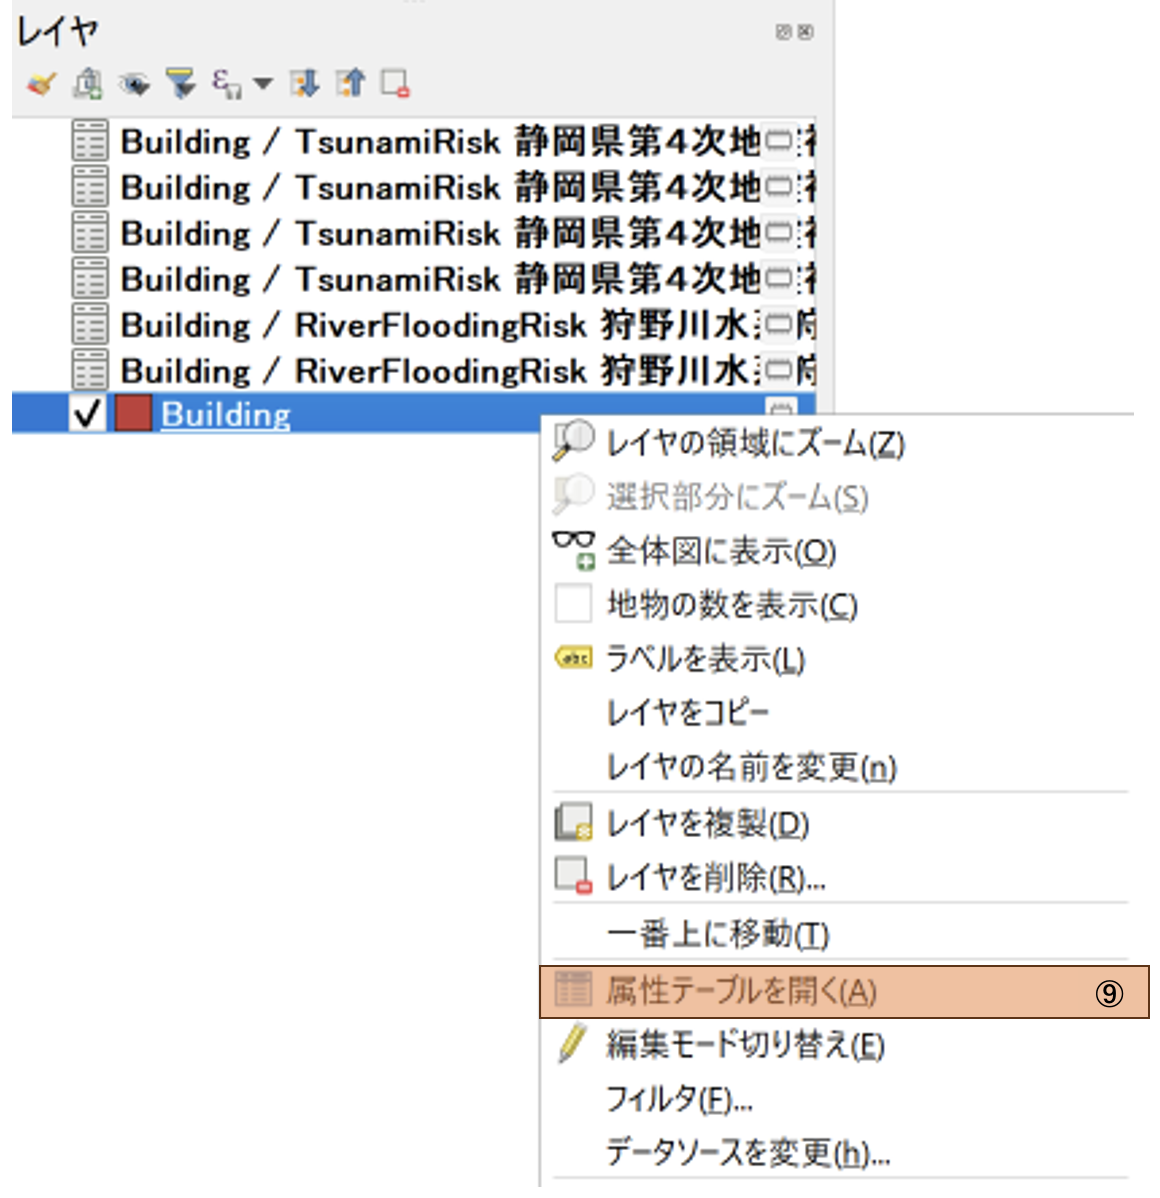 レイヤ
Building / TsunamiRisk 静岡県第4次地
Building / TsunamiRisk 静岡県第4次地
Building / TsunamiRisk 静岡県第4次地
Building / TsunamiRisk 静岡県第4次地
Building / RiverFloodingRisk 狩野川水
Building / RiverFloodingRisk 狩野川水
Building
レイヤの領域にズーム(Z)
選択部分にズーム(S)
全体図に表示(O)
地物の数を表示(C)
abc ラベルを表示(L)
レイヤをコピー
レイヤの名前を変更(n)
レイヤを複製(D)
レイヤを削除(R)...
一番上に移動(T)
属性テーブルを開く(A) ⑨
編集モード切り替え(E)
フィルタ(F)...
データソースを変更(h)...